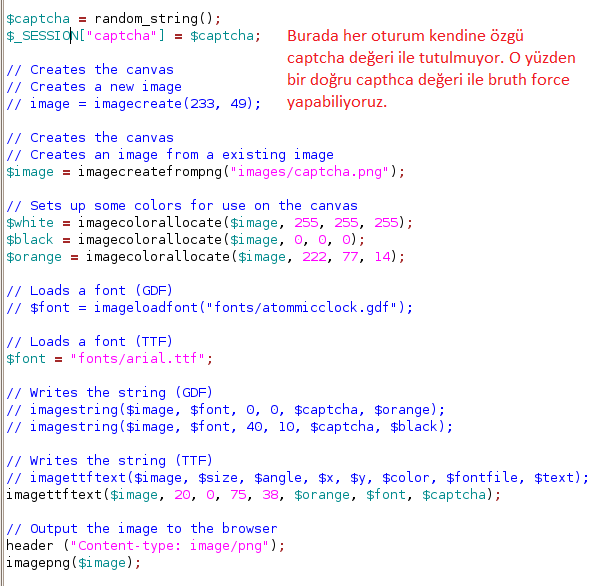 $captcha = random_string();
$_SESSION["captcha"] = $captcha;
Burada her oturum kendine özgü
captcha değeri ile tutulmuyor. O yüzden
bir doğru capthca değeri ile bruth force
yapabiliyoruz.
// Creates the canvas
// Creates a new image
// image = imagecreate(233, 49);
// Creates the canvas
// Creates an image from a existing image
$image = imagecreatefrompng("images/captcha.png");
// Sets up some colors for use on the canvas
$white = imagecolorallocate($image, 255, 255, 255);
$black = imagecolorallocate($image, 0, 0, 0);
$orange = imagecolorallocate($image, 222, 77, 14);
// Loads a font (GDF)
// $font = imageloadfont("fonts/atommicclock.gdf");
// Loads a font (TTF)
$font = "fonts/arial.ttf";
// Writes the string (GDF)
// imagestring($image, $font, 0, 0, $captcha, $orange);
// imagestring($image, $font, 40, 10, $captcha, $black);
// Writes the string (TTF)
// imagettftext($image, $size, $angle, $x, $y, $color, $fontfile, $text);
imagettftext($image, 20, 0, 75, 38, $orange, $font, $captcha);
// Output the image to the browser
header ("Content-type: image/png");
imagepng($image);